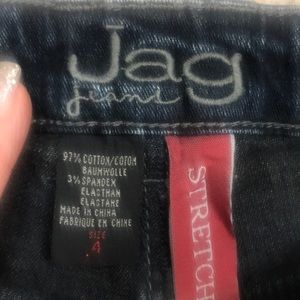 Jag
jeans
97% COTTON/COTON
BAUMWOLLE
3% SPANDEX
ELASTHAN
ELASTANE
MADE IN CHINA
FABRIQUE EN CHINE
SIZE
4
STRETCH